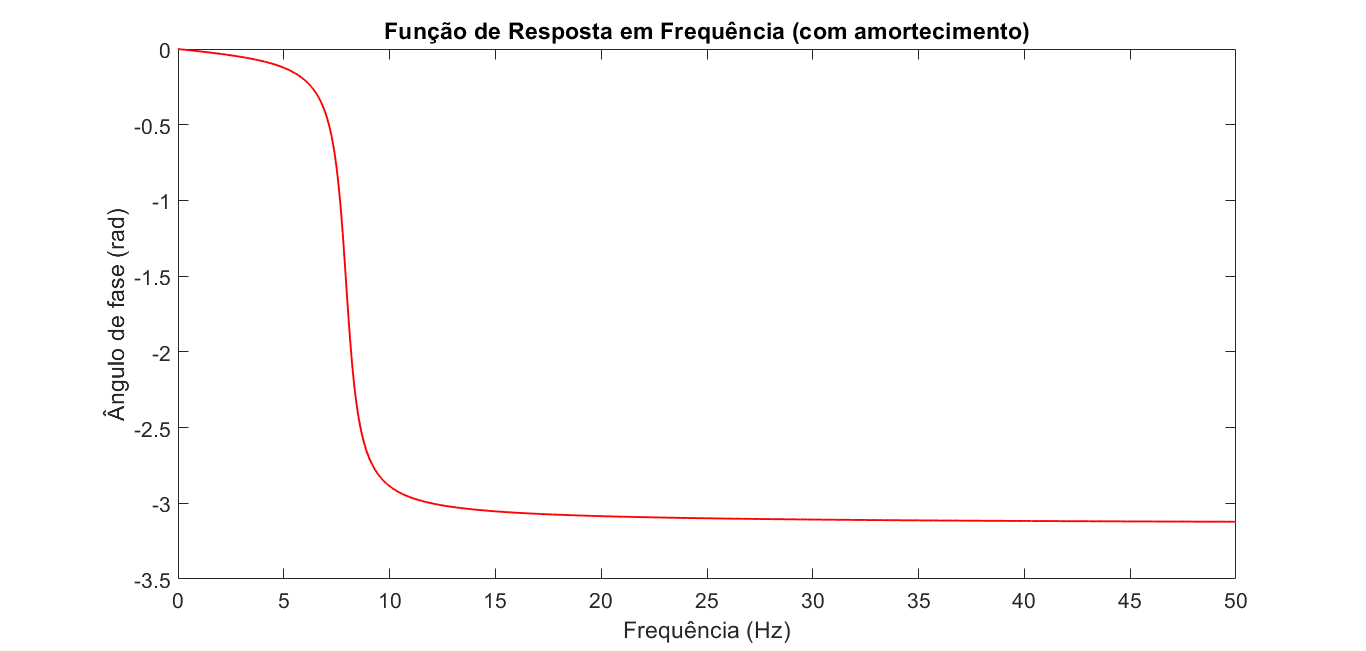 Função de Resposta em Frequência (com amortecimento)
0
-0.5
-1
-1.5
-2
-2.5
-3
-3.5
Ângulo de fase (rad)
0 5 10 15 20 25 30 35 40 45 50
Frequência (Hz)